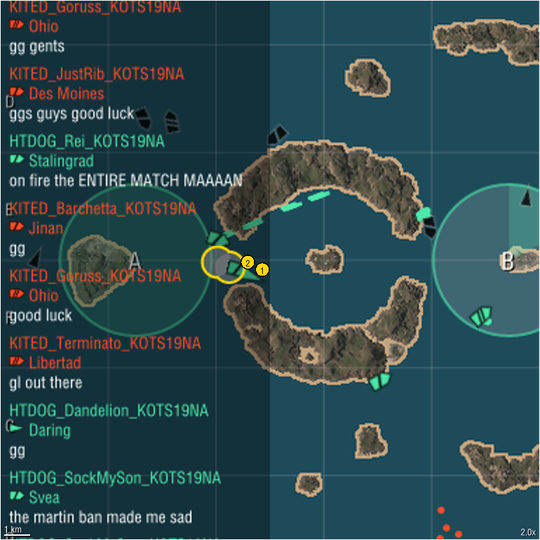 KITED_Goruss_KOTS19NA
Ohio
gg gents
KITED_JustRib_KOTS19NA
Des Moines
D
ggs guys good luck
HTDOG_Rei_KOTS19NA
Stalingrad
on fire the ENTIRE MATCH MAAAAN
KITED_Barchetta_KOTS19NA
E
Jinan
gg
A
B
2
1
KITED_Goruss_KOTS19NA
Ohio
good luck
F
KITED_Terminato_KOTS19NA
Libertad
gl out there
HTDOG_Dandelion_KOTS19NA
G
Daring
gg
HTDOG_SockMySon_KOTS19NA
Svea
the martin ban made me sad
1 km
2.0x